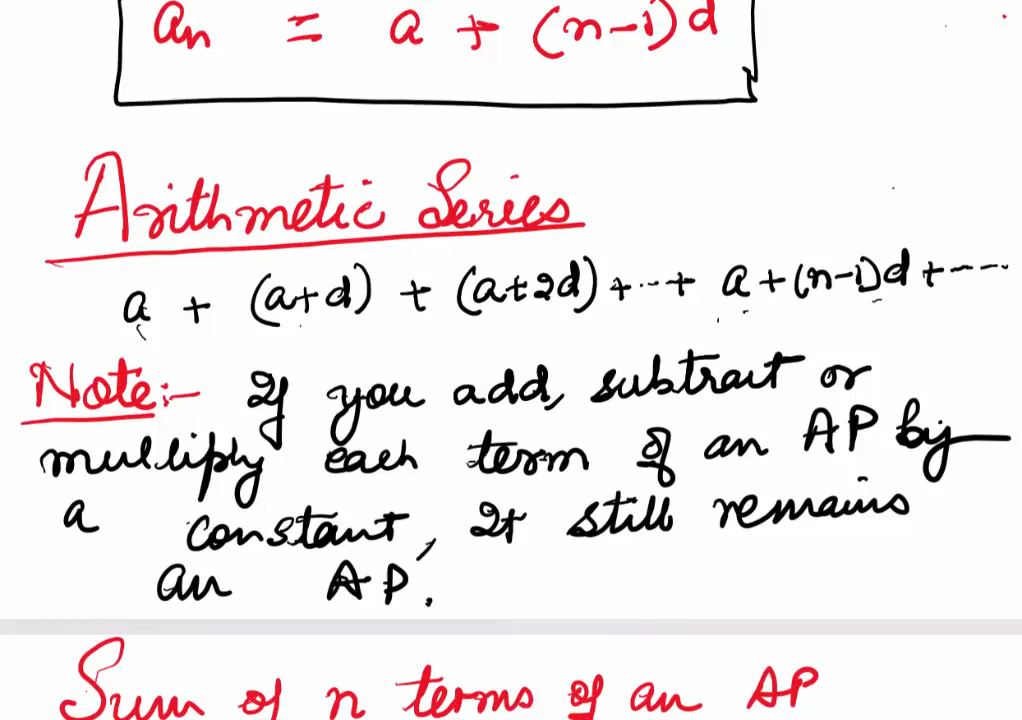 an = a + (n-1)d
Arithmetic Series
a + (a+d) + (a+2d) + ... + a + (n-1)d + ----
Note:- If you add, subtract or
multiply each term of an AP by
a constant, It still remains
an AP.
Sum of n terms of an AP